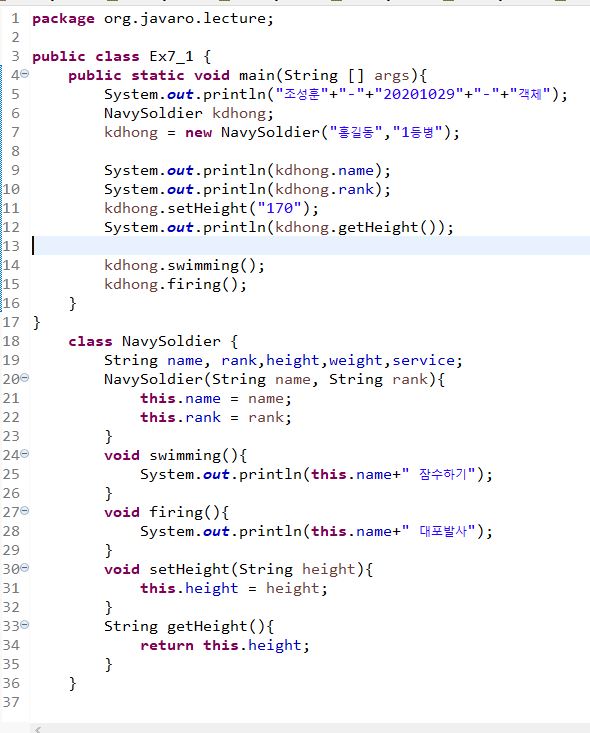 1 package org.javaro.lecture;
2
3 public class Ex7_1 {
4 public static void main(String [] args){
5 System.out.println("조성훈"+"-"+"20201029"+"-"+"객체");
6 NavySoldier kdhong;
7 kdhong = new NavySoldier("홍길동","1등병");
8
9 System.out.println(kdhong.name);
10 System.out.println(kdhong.rank);
11 kdhong.setHeight("170");
12 System.out.println(kdhong.getHeight());
13
14 kdhong.swimming();
15 kdhong.firing();
16 }
17 }
18 class NavySoldier {
19 String name, rank,height,weight,service;
20 NavySoldier(String name, String rank){
21 this.name = name;
22 this.rank = rank;
23 }
24 void swimming(){
25 System.out.println(this.name+" 잠수하기");
26 }
27 void firing(){
28 System.out.println(this.name+" 대포발사");
29 }
30 void setHeight(String height){
31 this.height = height;
32 }
33 String getHeight(){
34 return this.height;
35 }
36 }
37